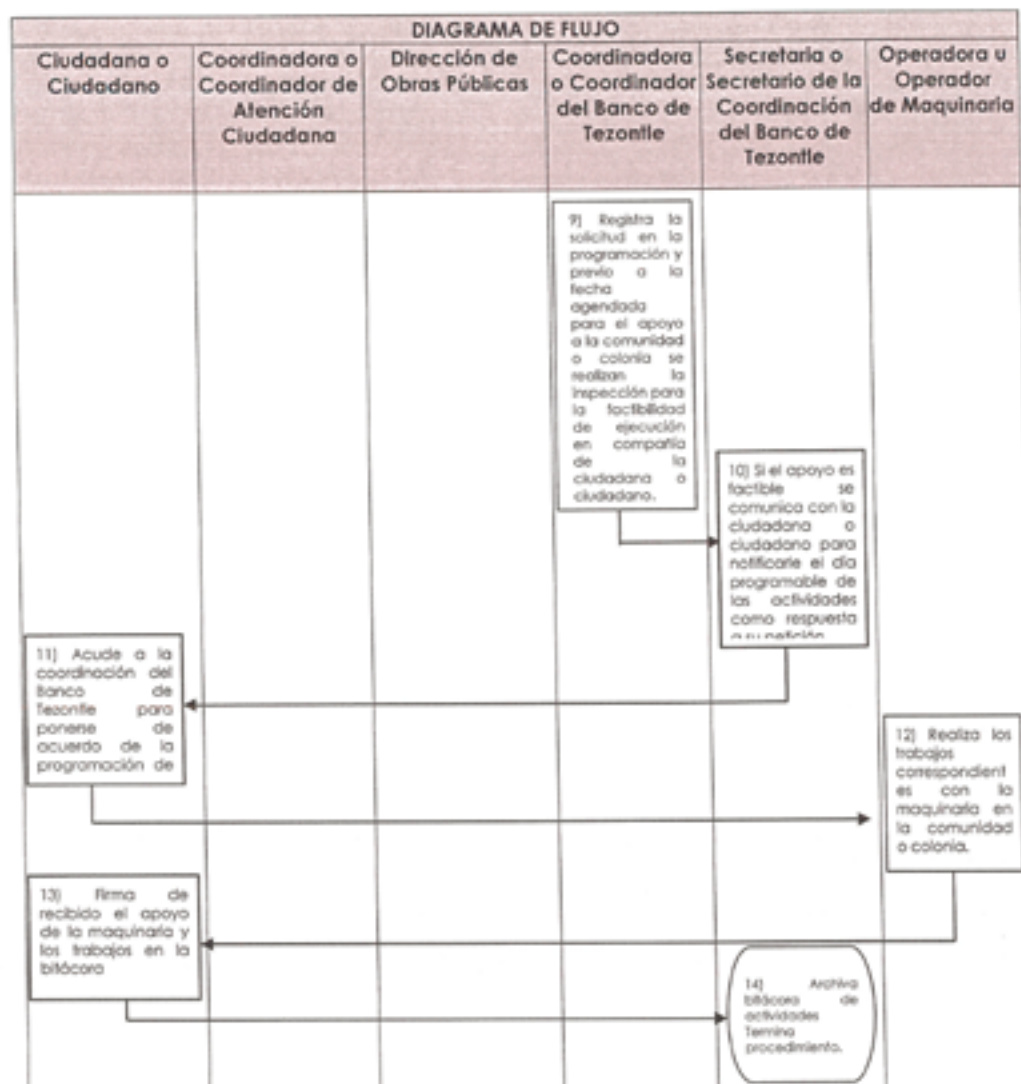 DIAGRAMA DE FLUJO
Ciudadana o
Ciudadano
Coordinadora o
Coordinador de
Atención
Ciudadana
Dirección de
Obras Públicas
Coordinadora
o Coordinador
del Banco de
Tezontle
Secretaria o
Secretario de la
Coordinación
del Banco de
Tezontle
Operadora u
Operador
de Maquinaria
9) Registra la
solicitud en la
programación y
previo a la
fecha
agendada
para el apoyo
a la comunidad
o colonia se
realizan la
inspección para
la factibilidad
de ejecución
en compañía
de la
ciudadana o
ciudadano.
10) Si el apoyo es
factible se
comunica con la
ciudadana o
ciudadano para
notificarle el día
programable de
las actividades
como respuesta
a su petición
11) Acude a la
coordinación del
Banco de
Tezontle para
ponerse de
acuerdo de la
programación de
12) Realiza los
trabajos
correspondient
es con la
maquinaria en
la comunidad
o colonia.
13) Firma de
recibido el apoyo
de la maquinaria y
los trabajos en la
bitácora
14) Archiva
bitácora de
actividades
Termina
procedimiento.